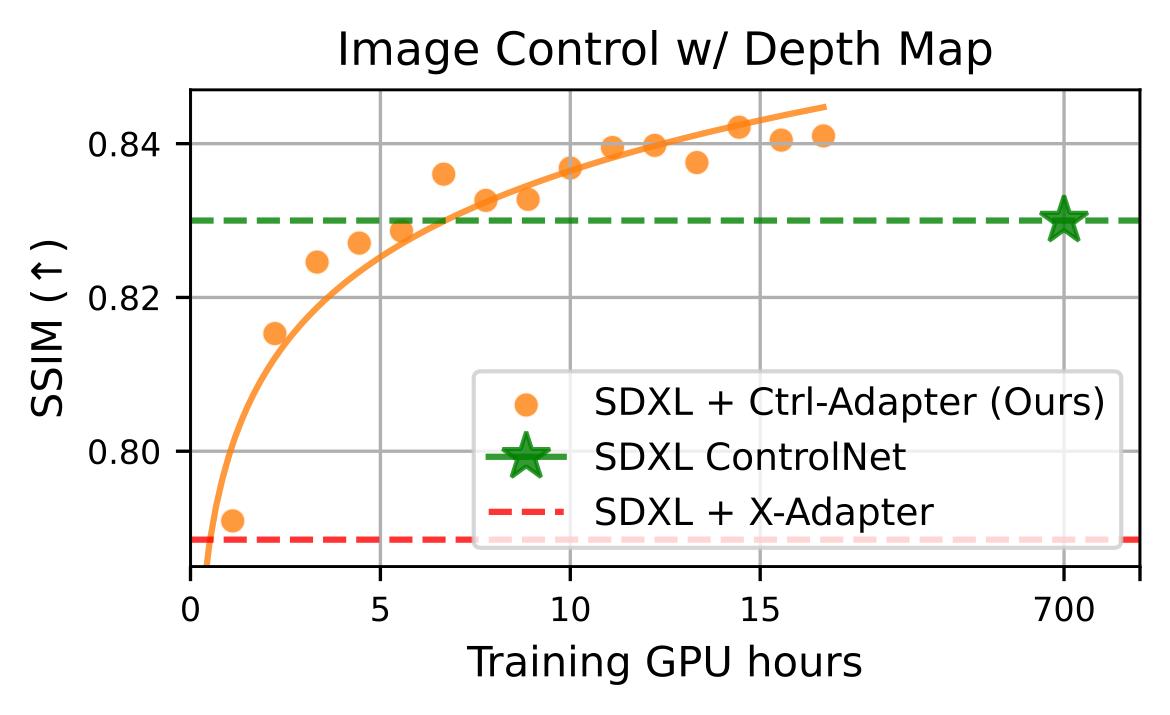 Image Control w/ Depth Map
SSIM (↑)
0.84
0.82
0.80
SDXL + Ctrl-Adapter (Ours)
SDXL ControlNet
SDXL + X-Adapter
0 5 10 15 700
Training GPU hours